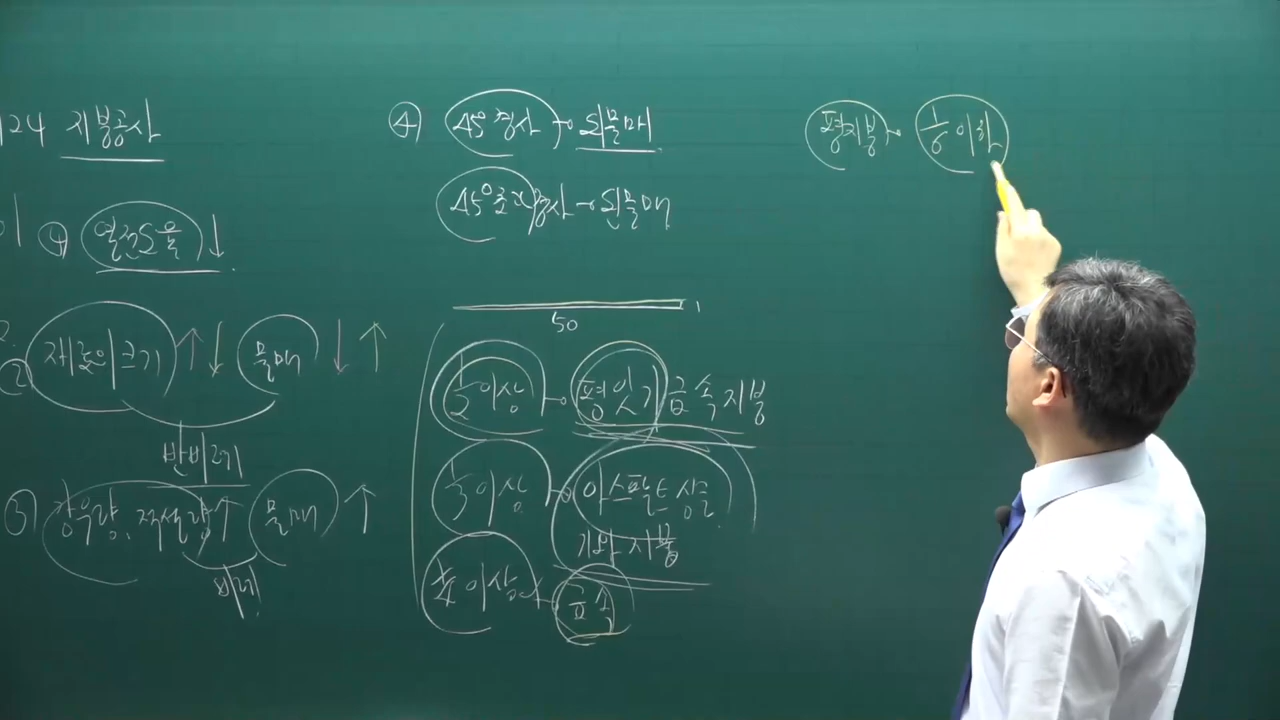 124 지붕공사
① 열전도율 ↓
② 재료의 크기 ↑ ↓ 물매 ↓ ↑
반비례
③ 강우량, 적설량 ↑ 물매 ↑
비례
④ 45° 경사 → 되물매
45° 초과 경사 → 된물매
50 1
1/2 이상 → 평잇기 금속지붕
1/3 이상 → 아스팔트싱글
기와지붕
1/4 이상 → 금속
평지붕 → 1/6 이하